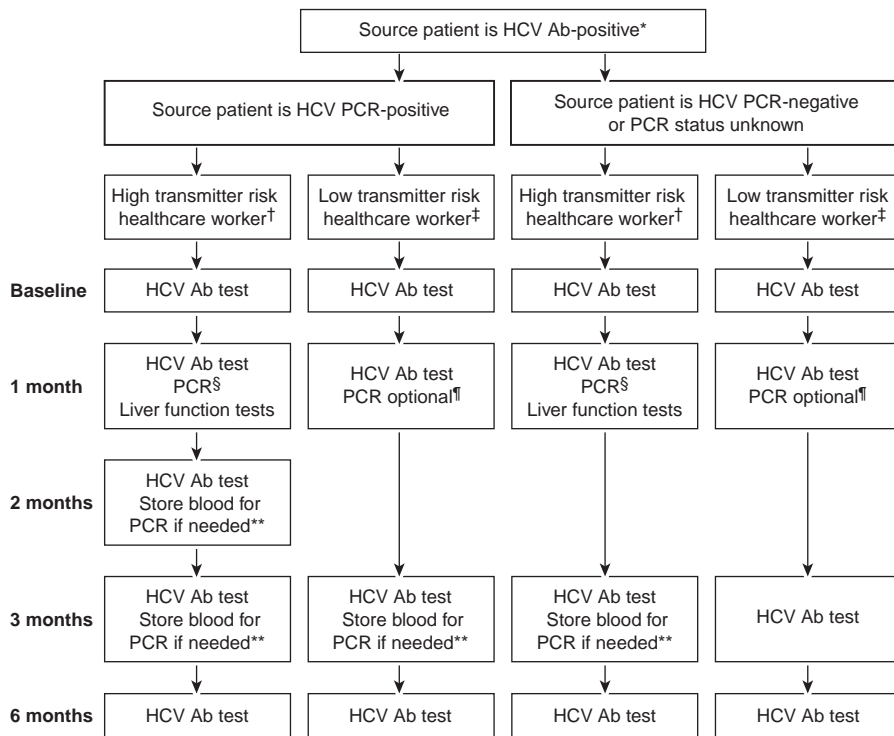 Source patient is HCV Ab-positive*
Source patient is HCV PCR-positive
Source patient is HCV PCR-negative
or PCR status unknown
High transmitter risk
healthcare worker†
Low transmitter risk
healthcare worker‡
High transmitter risk
healthcare worker†
Low transmitter risk
healthcare worker‡
Baseline
HCV Ab test
HCV Ab test
HCV Ab test
HCV Ab test
1 month
HCV Ab test
PCR§
Liver function tests
HCV Ab test
PCR optional¶
HCV Ab test
PCR§
Liver function tests
HCV Ab test
PCR optional¶
2 months
HCV Ab test
Store blood for
PCR if needed**
3 months
HCV Ab test
Store blood for
PCR if needed**
HCV Ab test
Store blood for
PCR if needed**
HCV Ab test
Store blood for
PCR if needed**
HCV Ab test
6 months
HCV Ab test
HCV Ab test
HCV Ab test
HCV Ab test